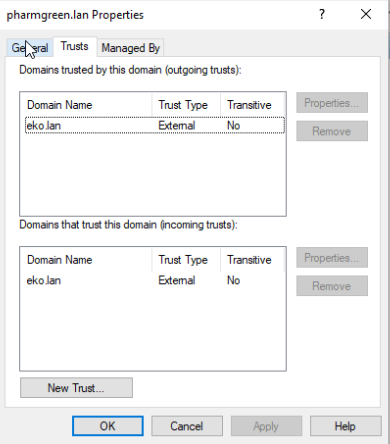 pharmgreen.lan Properties ? ×
General Trusts Managed By
Domains trusted by this domain (outgoing trusts):
Domain Name Trust Type Transitive Properties...
eko.lan External No Remove
Domains that trust this domain (incoming trusts):
Domain Name Trust Type Transitive Properties...
eko.lan External No Remove
New Trust...
OK Cancel Apply Help